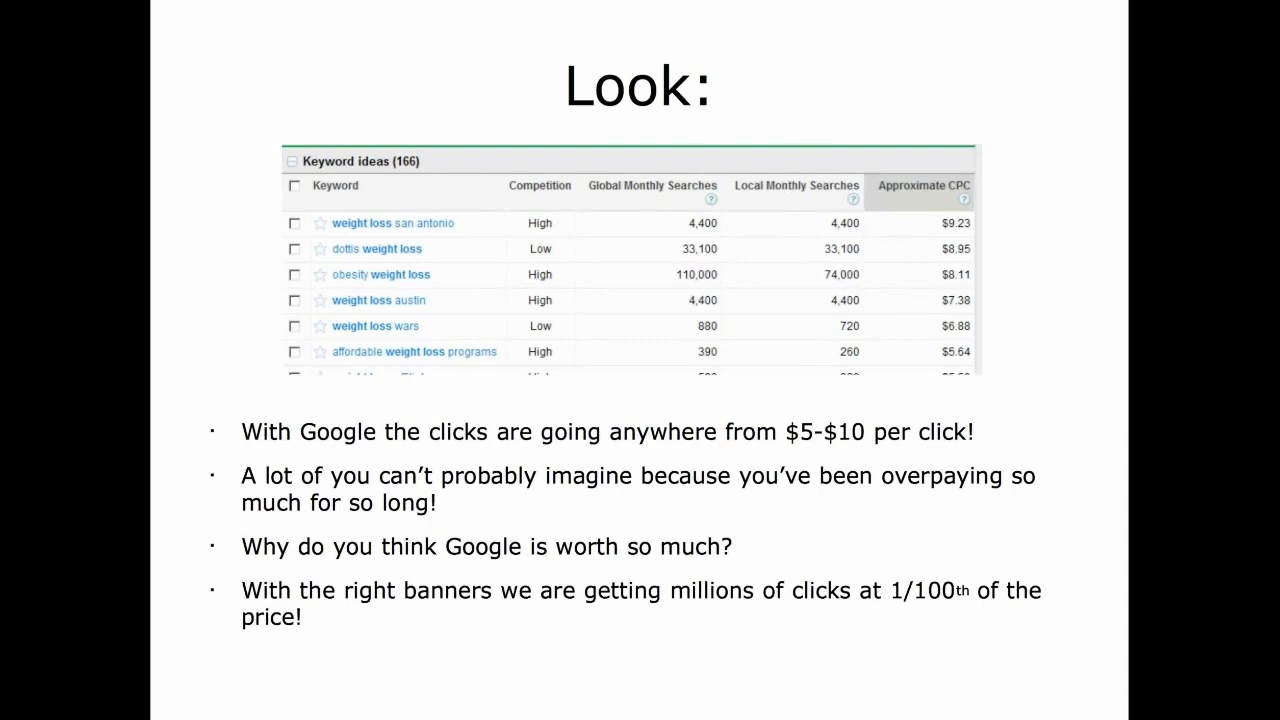 Look:
Keyword ideas (166)
Keyword Competition Global Monthly Searches Local Monthly Searches Approximate CPC
? ? ?
weight loss san antonio High 4,400 4,400 $9.23
dottis weight loss Low 33,100 33,100 $8.95
obesity weight loss High 110,000 74,000 $8.11
weight loss austin High 4,400 4,400 $7.38
weight loss wars Low 880 720 $6.88
affordable weight loss programs High 390 260 $5.64
· With Google the clicks are going anywhere from $5-$10 per click!
· A lot of you can’t probably imagine because you’ve been overpaying so
much for so long!
· Why do you think Google is worth so much?
· With the right banners we are getting millions of clicks at 1/100th of the
price!